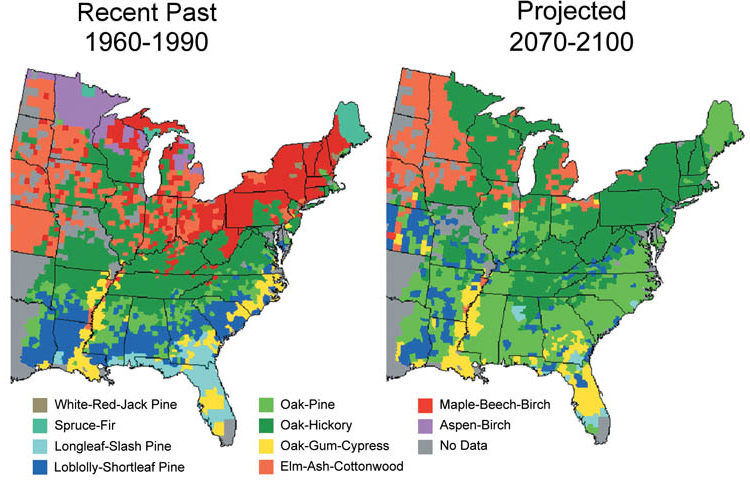 Recent Past
1960-1990
Projected
2070-2100
White-Red-Jack Pine
Spruce-Fir
Longleaf-Slash Pine
Loblolly-Shortleaf Pine
Oak-Pine
Oak-Hickory
Oak-Gum-Cypress
Elm-Ash-Cottonwood
Maple-Beech-Birch
Aspen-Birch
No Data